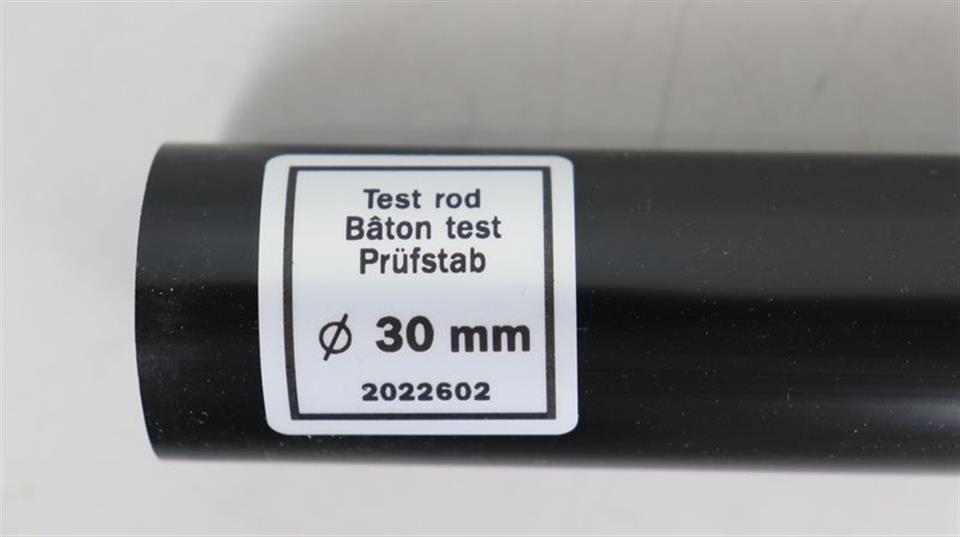 Test rod
Bâton test
Prüfstab
Ø 30 mm
2022602